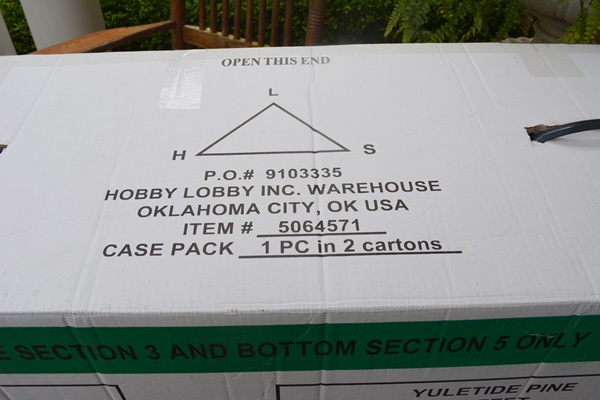 OPEN THIS END
L
H S
P.O.# 9103335
HOBBY LOBBY INC. WAREHOUSE
OKLAHOMA CITY, OK USA
ITEM # 5064571
CASE PACK 1 PC in 2 cartons
SECTION 3 AND BOTTOM SECTION 5 ONLY
YULETIDE PINE